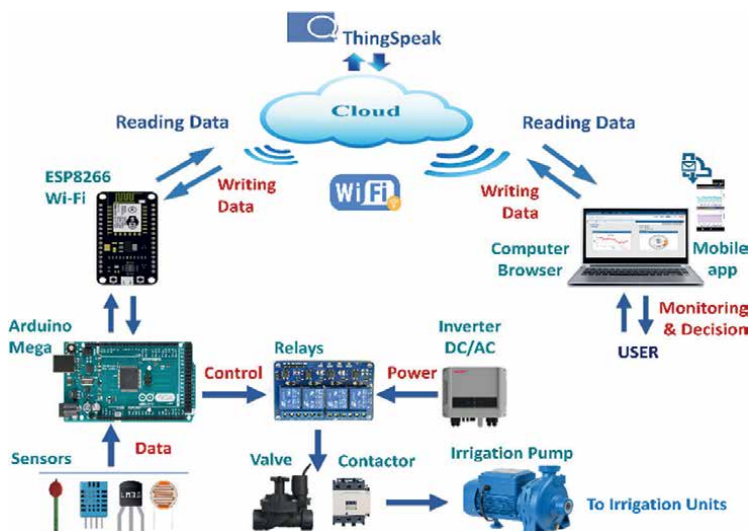 ThingSpeak
Cloud
Reading Data
Reading Data
ESP8266
Wi-Fi
Writing
Data
Wi Fi
Writing
Data
Computer
Browser
Mobile
app
Arduino
Mega
Relays
Inverter
DC/AC
Monitoring
& Decision
USER
Control
Power
Data
Sensors
LM35
Valve
Contactor
Irrigation Pump
To Irrigation Units